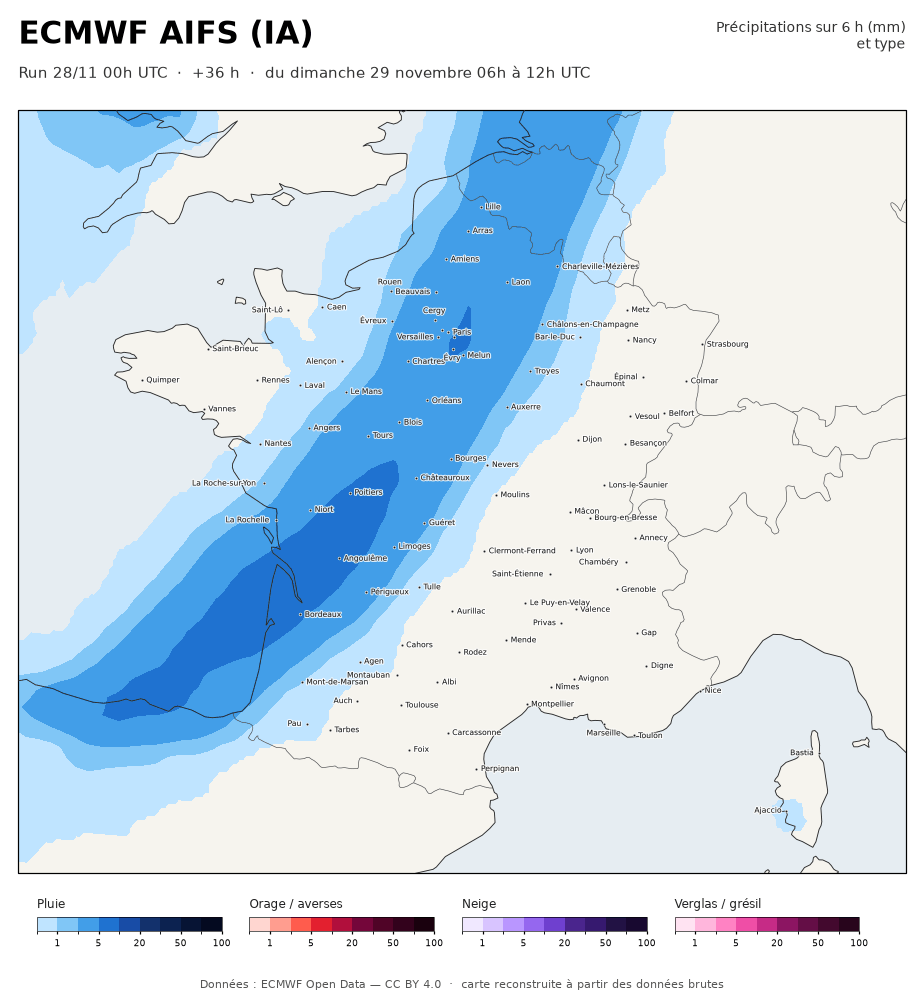 ECMWF AIFS (IA)
Précipitations sur 6 h (mm)
et type
Run 28/11 00h UTC · +36 h · du dimanche 29 novembre 06h à 12h UTC
Lille
Arras
Amiens
Charleville-Mézières
Laon
Rouen
Beauvais
Saint-Lô
Caen
Cergy
Metz
Évreux
Châlons-en-Champagne
Paris
Versailles
Bar-le-Duc
Nancy
Strasbourg
Saint-Brieuc
Alençon
Chartres
Évry
Melun
Troyes
Quimper
Rennes
Laval
Le Mans
Chaumont
Épinal
Colmar
Orléans
Vannes
Auxerre
Vesoul
Belfort
Blois
Angers
Tours
Nantes
Dijon
Besançon
Bourges
Nevers
La Roche-sur-Yon
Châteauroux
Lons-le-Saunier
Poitiers
Moulins
Niort
Mâcon
Bourg-en-Bresse
La Rochelle
Guéret
Annecy
Limoges
Clermont-Ferrand
Lyon
Angoulême
Chambéry
Saint-Étienne
Périgueux
Tulle
Grenoble
Le Puy-en-Velay
Valence
Bordeaux
Aurillac
Privas
Gap
Cahors
Mende
Rodez
Agen
Digne
Montauban
Mont-de-Marsan
Albi
Avignon
Nîmes
Nice
Auch
Toulouse
Montpellier
Pau
Tarbes
Carcassonne
Marseille
Toulon
Foix
Bastia
Perpignan
Ajaccio
Pluie
1 5 20 50 100
Orage / averses
1 5 20 50 100
Neige
1 5 20 50 100
Verglas / grésil
1 5 20 50 100
Données : ECMWF Open Data — CC BY 4.0 · carte reconstruite à partir des données brutes